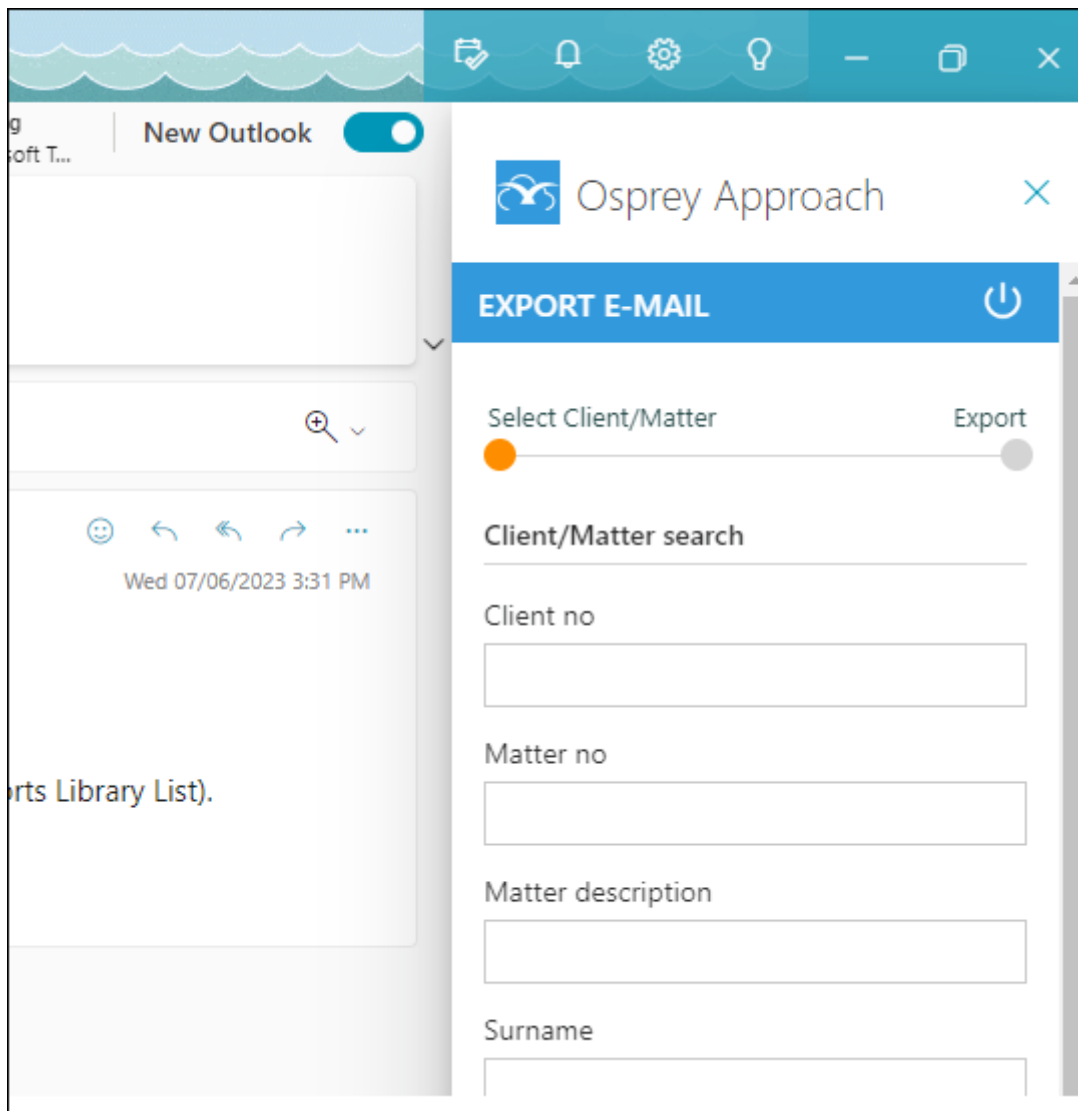 g
soft T...
New Outlook
Osprey Approach
EXPORT E-MAIL
Select Client/Matter
Export
Client/Matter search
Wed 07/06/2023 3:31 PM
Client no
Matter no
rts Library List).
Matter description
Surname